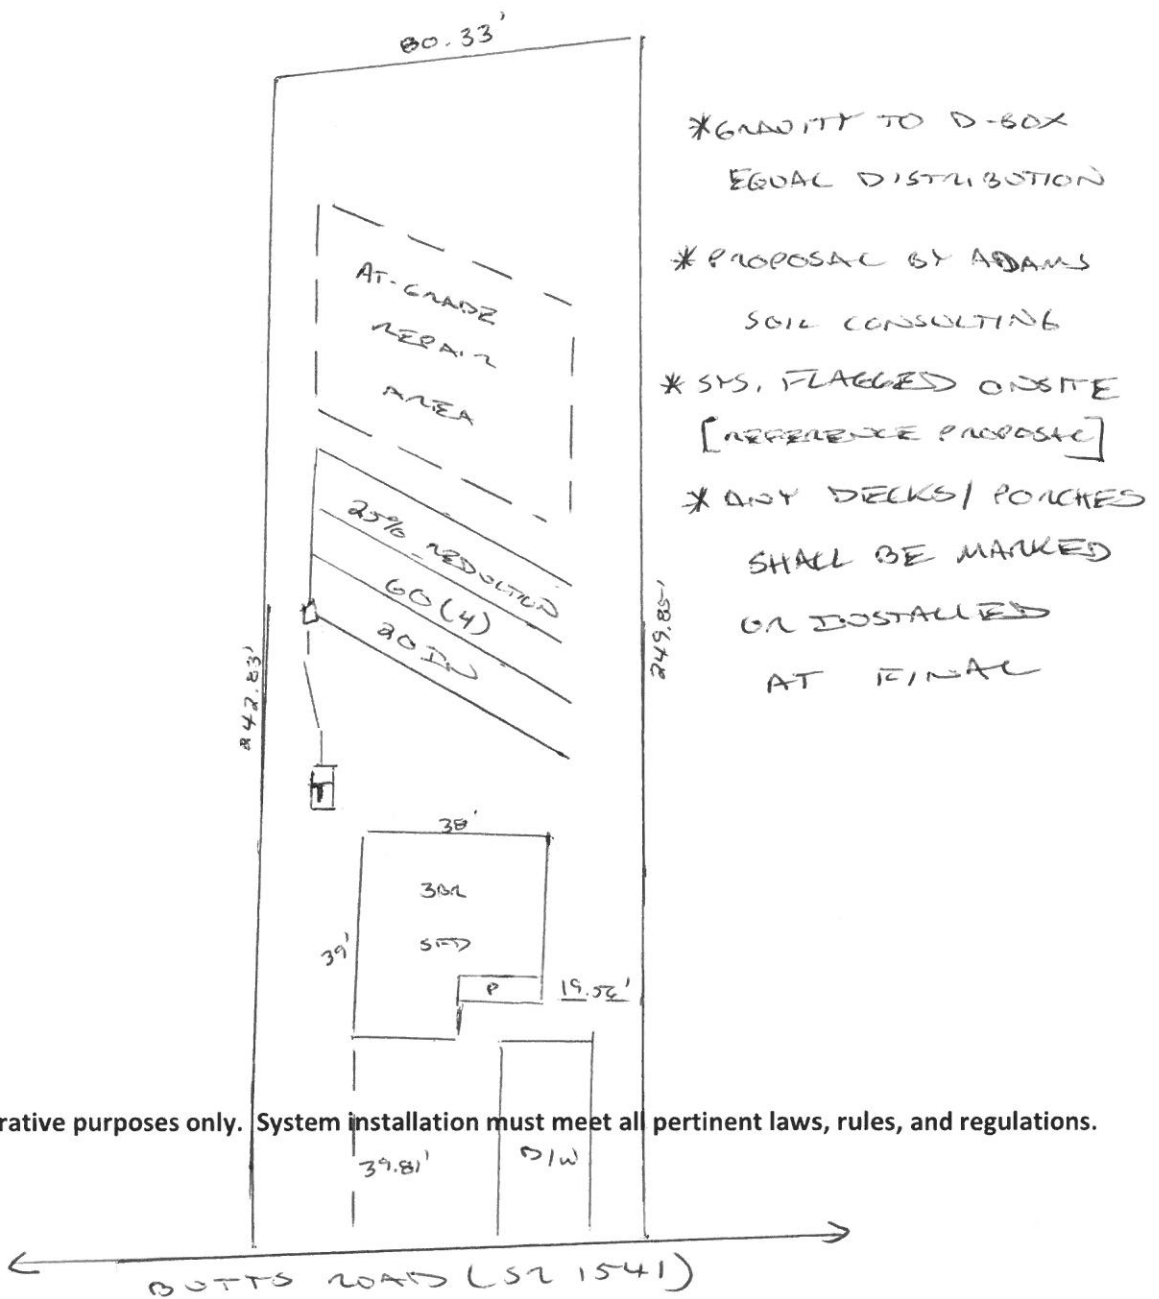 80.33'
*GRAVITY TO D-BOX
EQUAL DISTRIBUTION
*PROPOSAL BY ADAMS
SOIL CONSULTING
*SYS. FLAGGED ONSITE
[REFERENCE PROPOSAL]
*ANY DECKS/PORCHES
SHALL BE MARKED
OR INSTALLED
AT FINAL
AT-GRADE
REPAIR
AREA
25% REDUCTION
60(4)
20 IN
242.83'
249.85'
T
38'
3BR
SFD
39'
P
19.56'
rative purposes only. System installation must meet all pertinent laws, rules, and regulations.
39.81'
D/W
BUTTS ROAD (SR 1541)